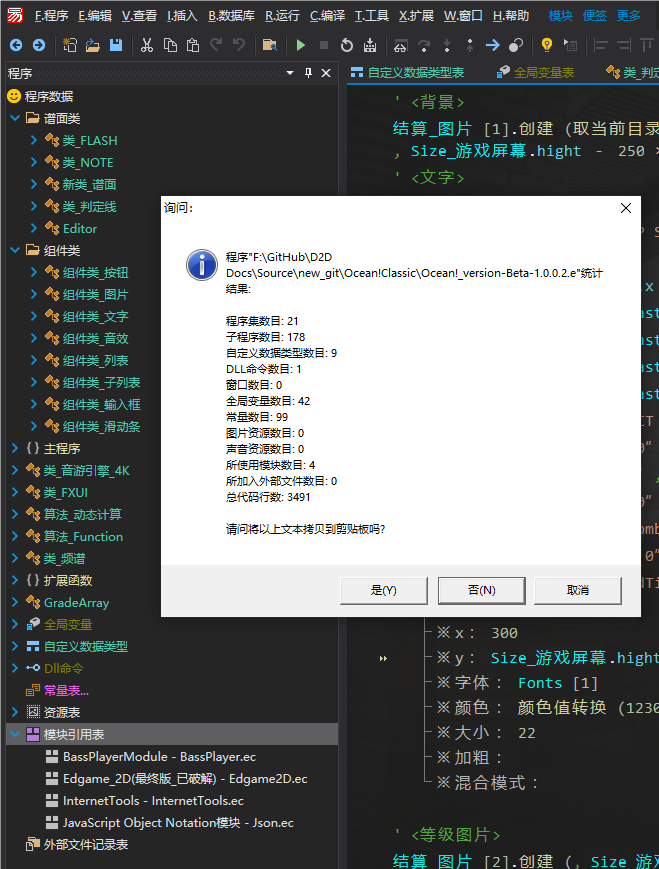 易 F.程序 E.编辑 V.查看 I.插入 B.数据库 R.运行 C.编译 T.工具 X.扩展 W.窗口 H.帮助 模块 便签 更多
程序
自定义数据类型表 全局变量表 类_判定
程序数据
谱面类
类_FLASH
类_NOTE
新类_谱面
类_判定线
Editor
组件类
组件类_按钮
组件类_图片
组件类_文字
组件类_音效
组件类_列表
组件类_子列表
组件类_输入框
组件类_滑动条
{ } 主程序
类_音游引擎_4K
类_FXUI
算法_动态计算
算法_Function
类_频谱
{ } 扩展函数
GradeArray
全局变量
自定义数据类型
Dll命令
常量表...
资源表
模块引用表
BassPlayerModule - BassPlayer.ec
Edgame_2D(最终版_已破解) - Edgame2D.ec
InternetTools - InternetTools.ec
JavaScript Object Notation模块 - Json.ec
外部文件记录表
' <背景>
结算_图片 [1].创建 (取当前目录
, Size_游戏屏幕.hight - 250 ×
' <文字>
询问:
程序"F:\GitHub\D2D
Docs\Source\new_git\Ocean!Classic\Ocean!_version-Beta-1.0.0.2.e"统计
结果:
程序集数目: 21
子程序数目: 178
自定义数据类型数目: 9
DLL命令数目: 1
窗口数目: 0
全局变量数目: 42
常量数目: 99
图片资源数目: 0
声音资源数目: 0
所使用模块数目: 4
所加入外部文件数目: 0
总代码行数: 3491
请问将以上文本拷贝到剪贴板吗?
是(Y) 否(N) 取消
※x: 300
※y: Size_游戏屏幕.hight
※字体: Fonts [1]
※颜色: 颜色值转换 (1230
※大小: 22
※加粗:
※混合模式:
' <等级图片>
结算_图片 [2].创建 (, Size_游戏